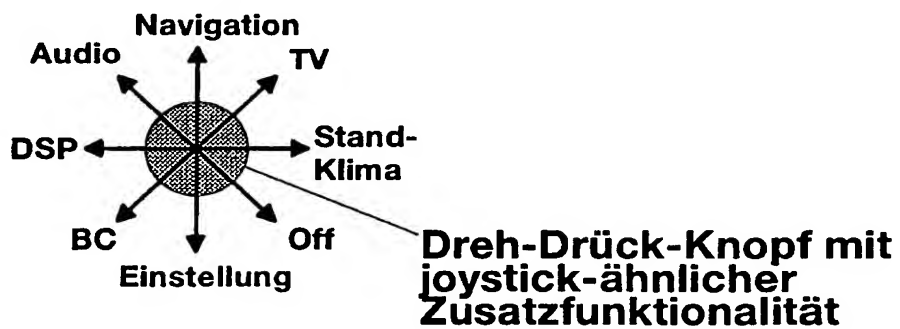 Navigation
Audio
TV
DSP
Stand-
Klima
BC
Off
Einstellung
Dreh-Drück-Knopf mit
joystick-ähnlicher
Zusatzfunktionalität